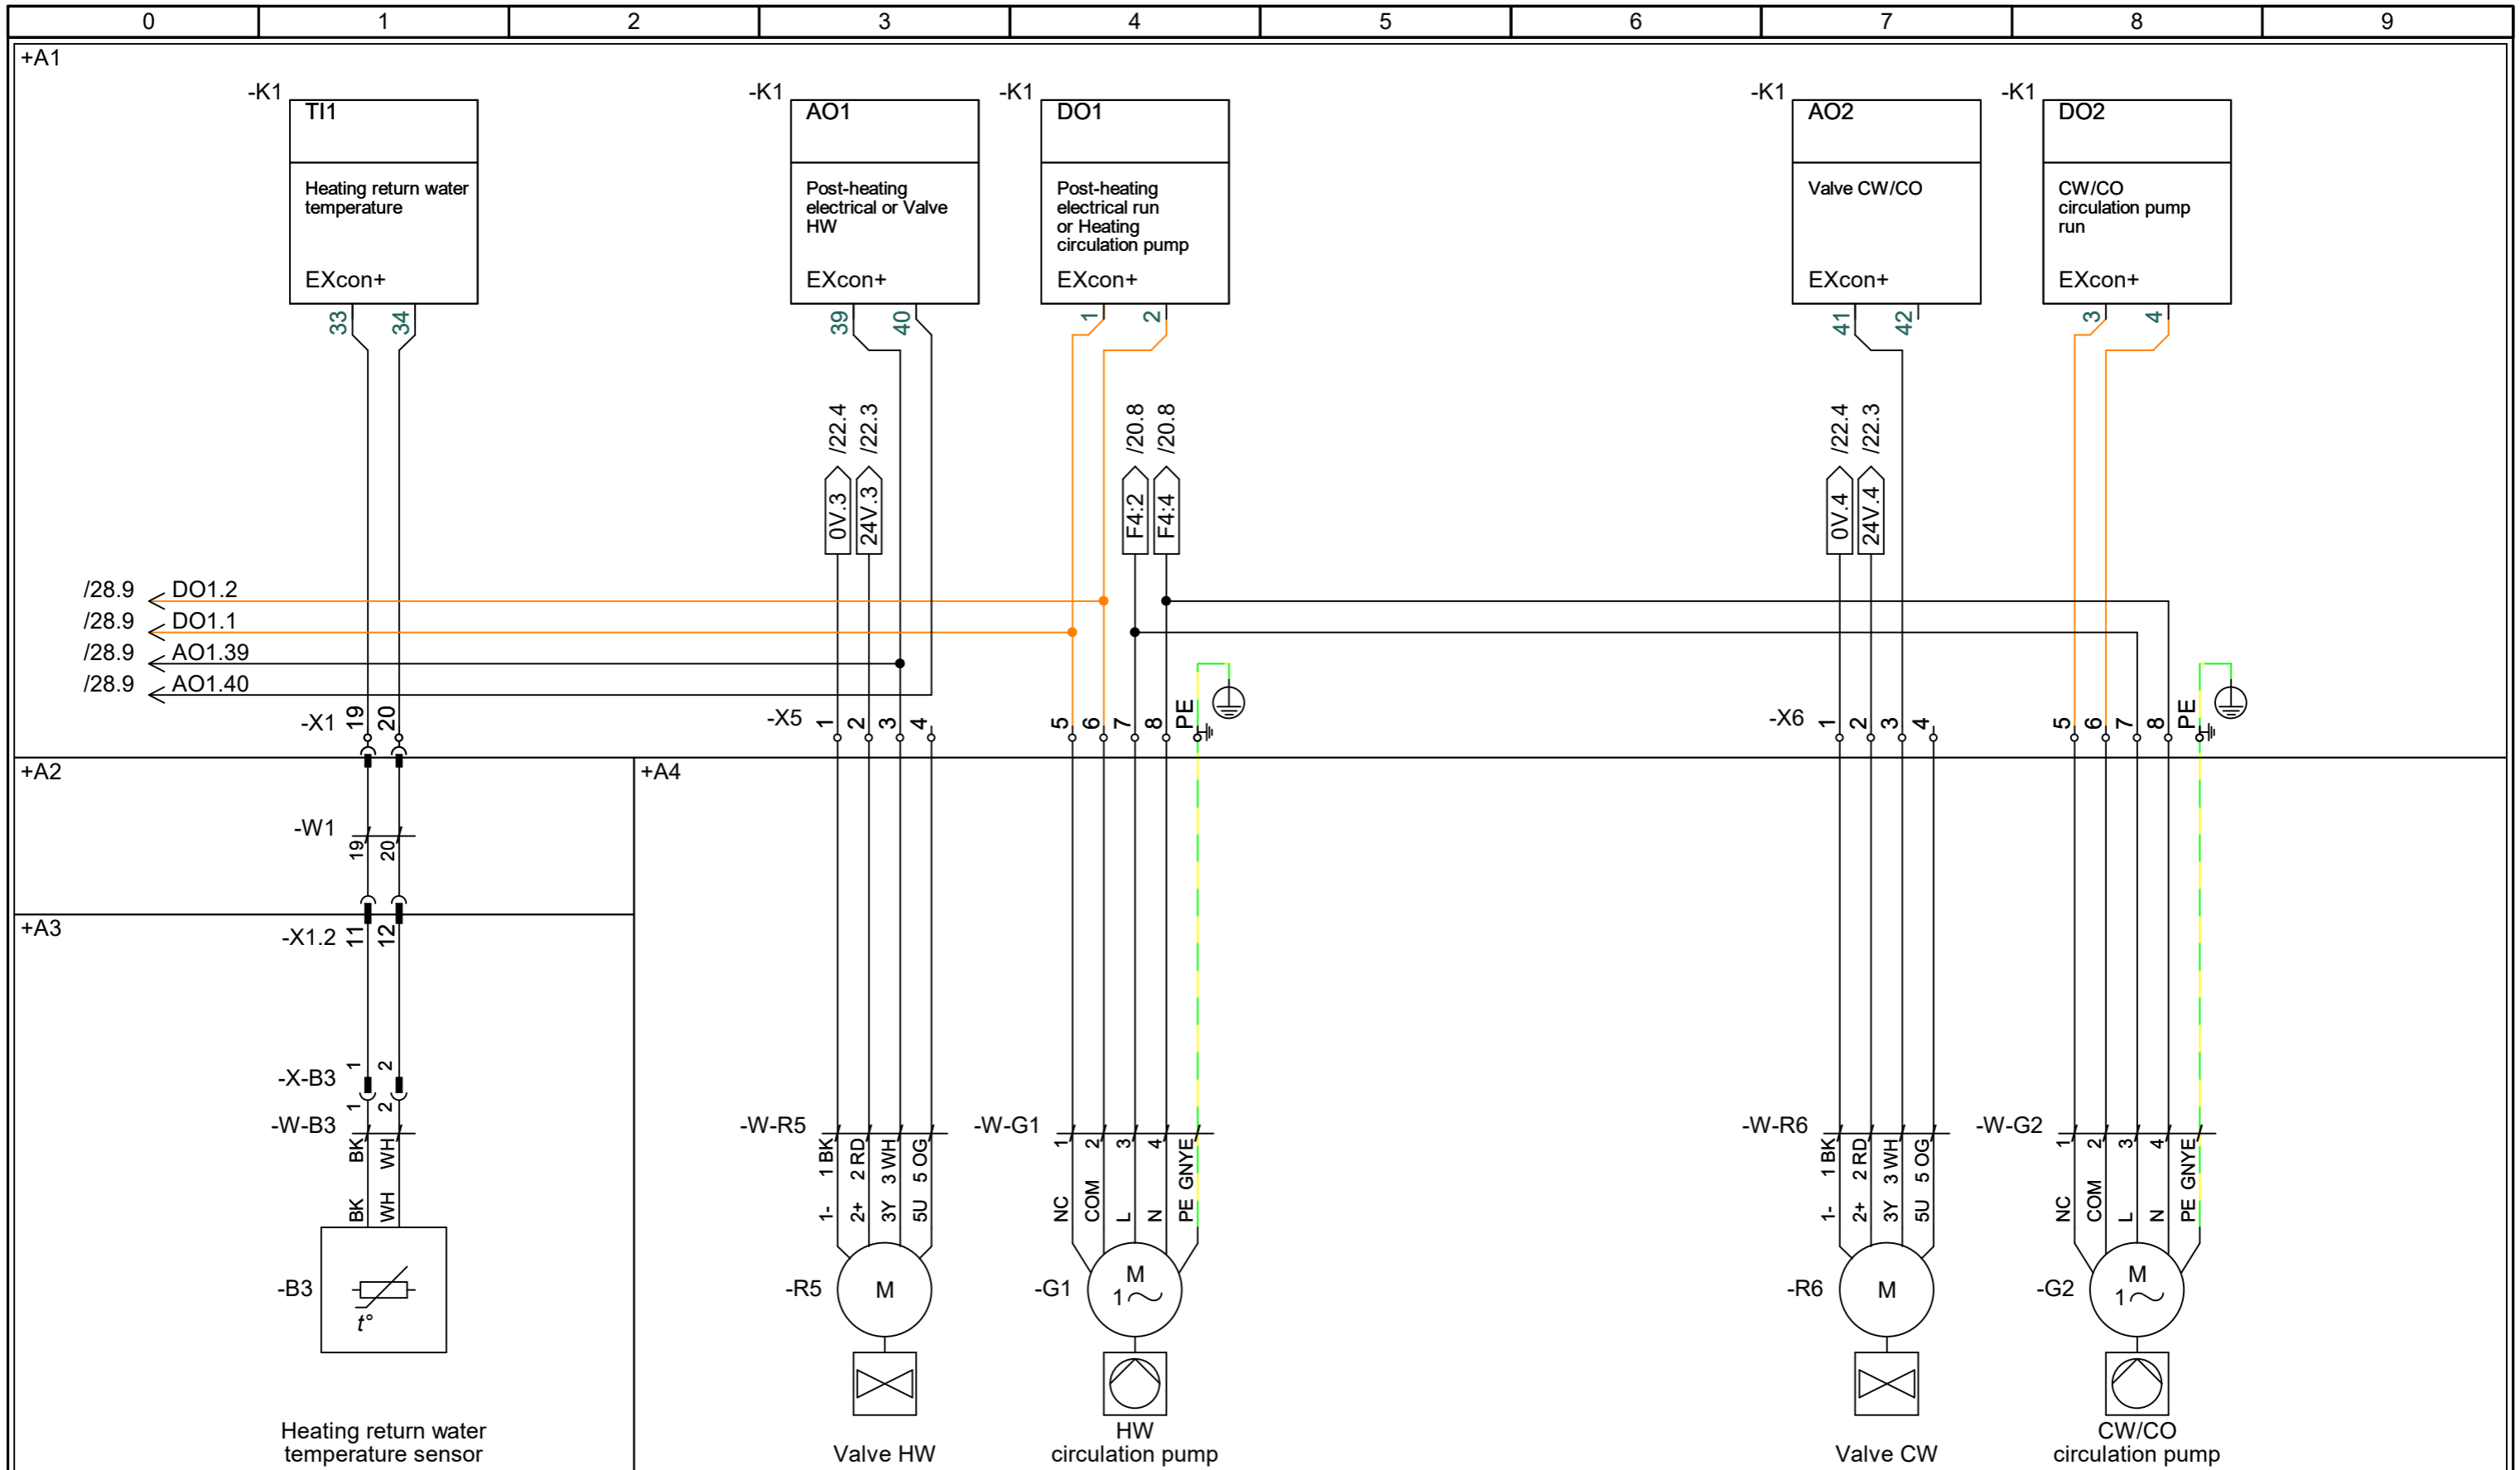 0 1 2 3 4 5 6 7 8 9
+A1
-K1 -K1 -K1 -K1 -K1
TI1 AO1 DO1 AO2 DO2
Heating return water
temperature
EXcon+
Post-heating
electrical or Valve
HW
EXcon+
Post-heating
electrical run
or Heating
circulation pump
EXcon+
Valve CW/CO
EXcon+
CW/CO
circulation pump
run
EXcon+
33 34 39 40 1 2 41 42 3 4
/22.4 /22.3 /20.8 /20.8 /22.4 /22.3
0V.3 24V.3 F4:2 F4:4 0V.4 24V.4
/28.9 DO1.2
/28.9 DO1.1
/28.9 AO1.39
/28.9 AO1.40
-X1 19 20 -X5 1 2 3 4 5 6 7 8 PE -X6 1 2 3 4 5 6 7 8 PE
+A2 +A4
-W1
19 20
+A3
-X1.2 11 12
-X-B3 1 2
1 2
-W-B3 -W-R5 -W-G1 -W-R6 -W-G2
BK WH 1 BK 2 RD 3 WH 5 OG 1 2 3 4 GNYE 1 BK 2 RD 3 WH 5 OG 1 2 3 4 GNYE
BK WH 1- 2+ 3Y 5U NC COM L N PE 1- 2+ 3Y 5U NC COM L N PE
-B3 t° -R5 M -G1 M 1~ -R6 M -G2 M 1~
Heating return water
temperature sensor
Valve HW
HW
circulation pump
Valve CW
CW/CO
circulation pump